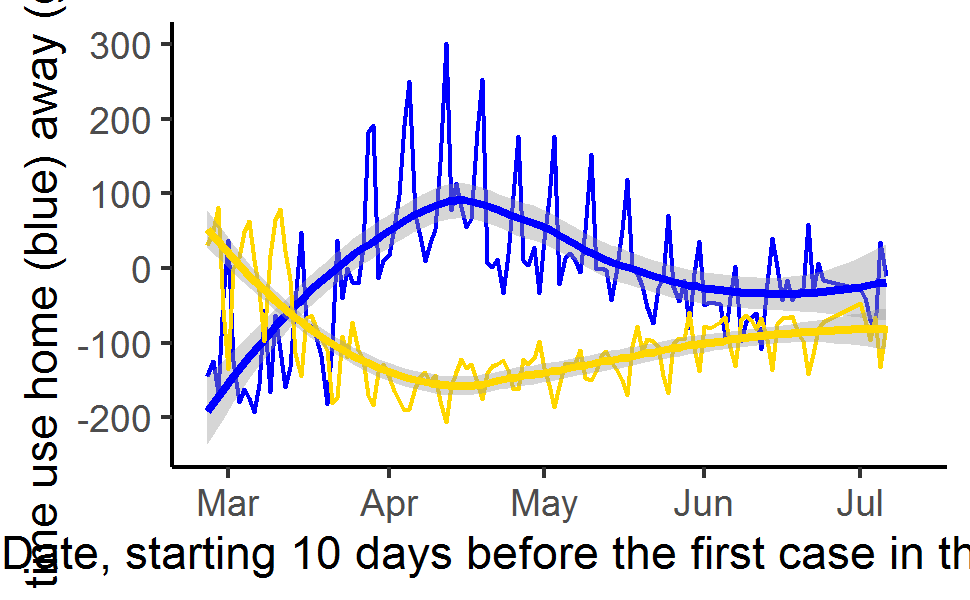 time use home (blue) away (g
300
200
100
0
-100
-200
Mar Apr May Jun Jul
Date, starting 10 days before the first case in th